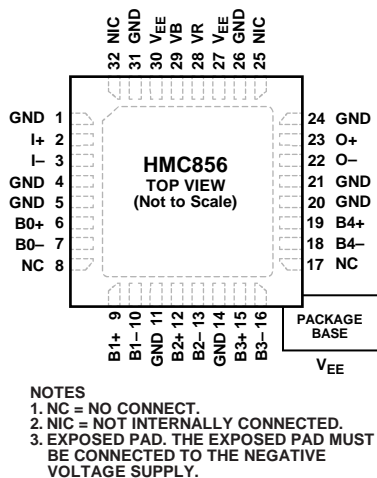 32 NIC
31 GND
30 VEE
29 VB
28 VR
27 VEE
26 GND
25 NIC
GND 1
I+ 2
I– 3
GND 4
GND 5
B0+ 6
B0– 7
NC 8
HMC856
TOP VIEW
(Not to Scale)
24 GND
23 O+
22 O–
21 GND
20 GND
19 B4+
18 B4–
17 NC
B1+ 9
B1– 10
GND 11
B2+ 12
B2– 13
GND 14
B3+ 15
B3– 16
PACKAGE
BASE
VEE
NOTES
1. NC = NO CONNECT.
2. NIC = NOT INTERNALLY CONNECTED.
3. EXPOSED PAD. THE EXPOSED PAD MUST
BE CONNECTED TO THE NEGATIVE
VOLTAGE SUPPLY.